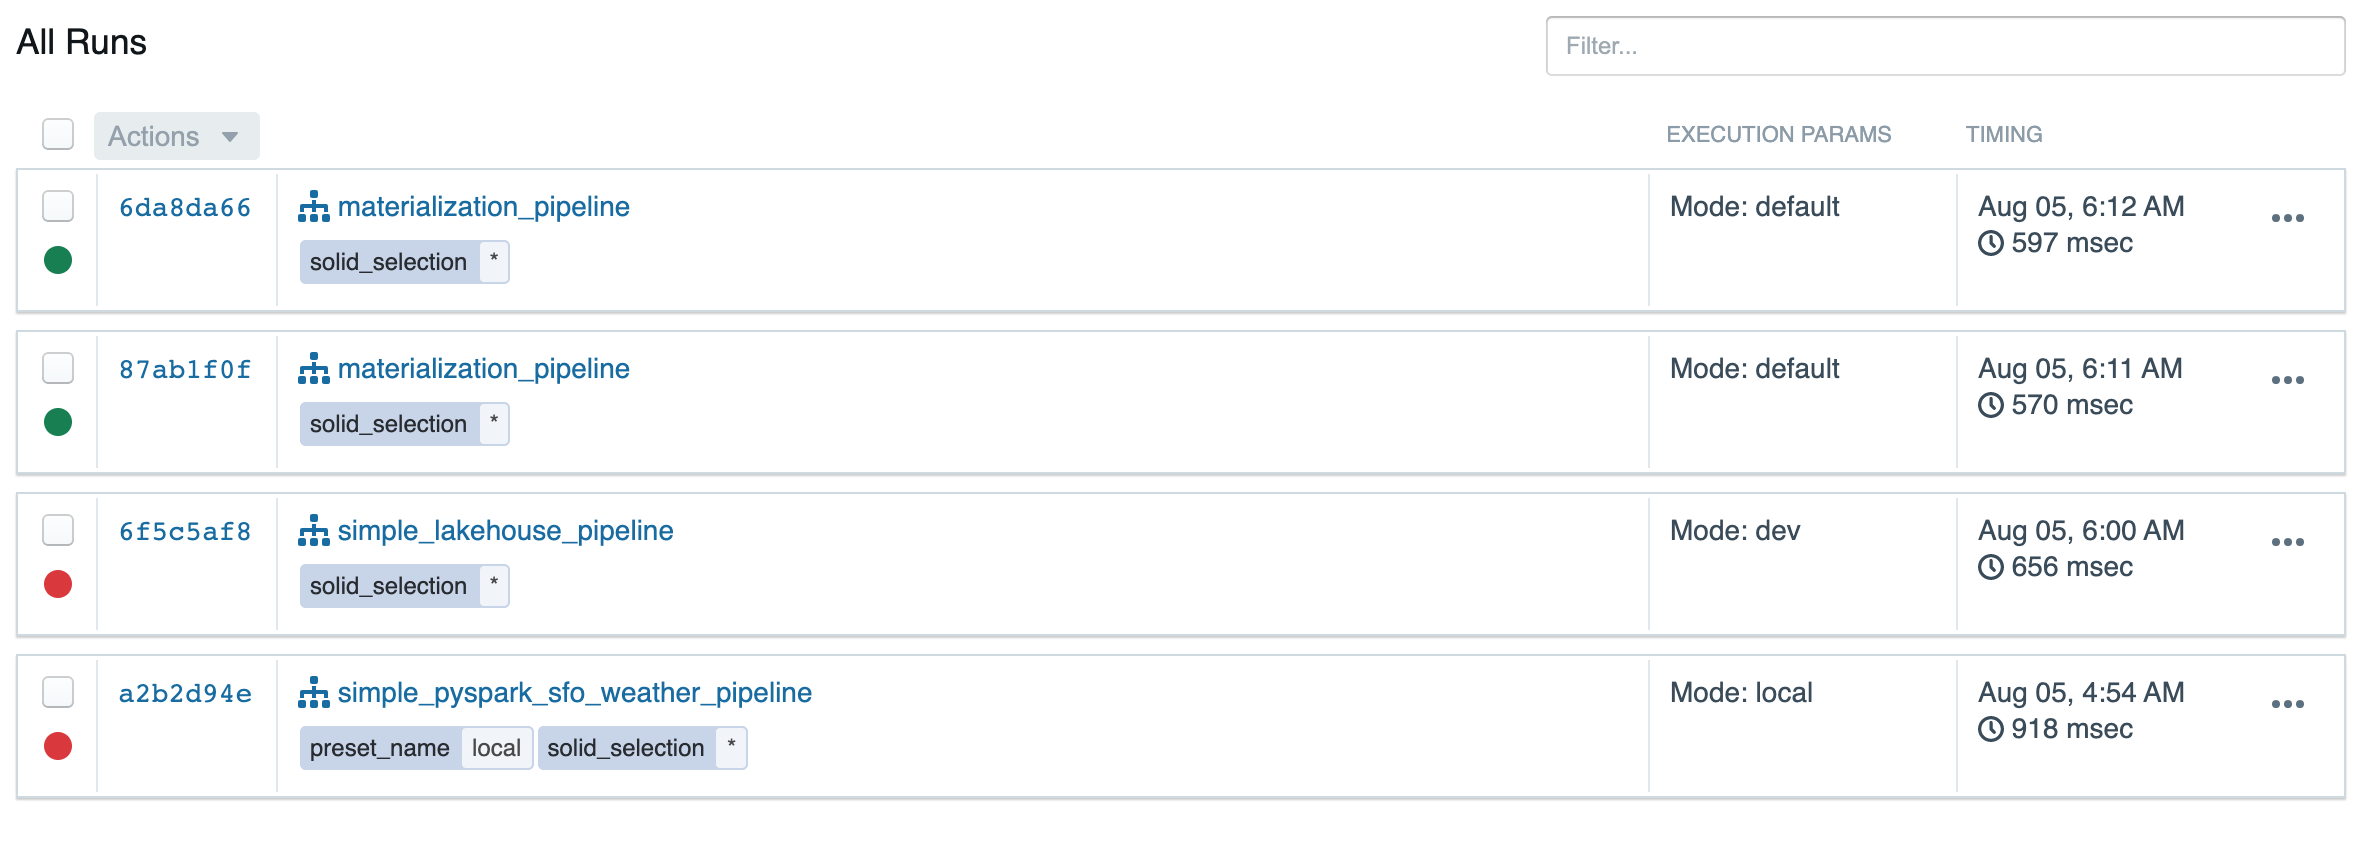 All Runs
Filter...
Actions
EXECUTION PARAMS
TIMING
6da8da66
materialization_pipeline
solid_selection *
Mode: default
Aug 05, 6:12 AM
597 msec
87ab1f0f
materialization_pipeline
solid_selection *
Mode: default
Aug 05, 6:11 AM
570 msec
6f5c5af8
simple_lakehouse_pipeline
solid_selection *
Mode: dev
Aug 05, 6:00 AM
656 msec
a2b2d94e
simple_pyspark_sfo_weather_pipeline
preset_name local solid_selection *
Mode: local
Aug 05, 4:54 AM
918 msec